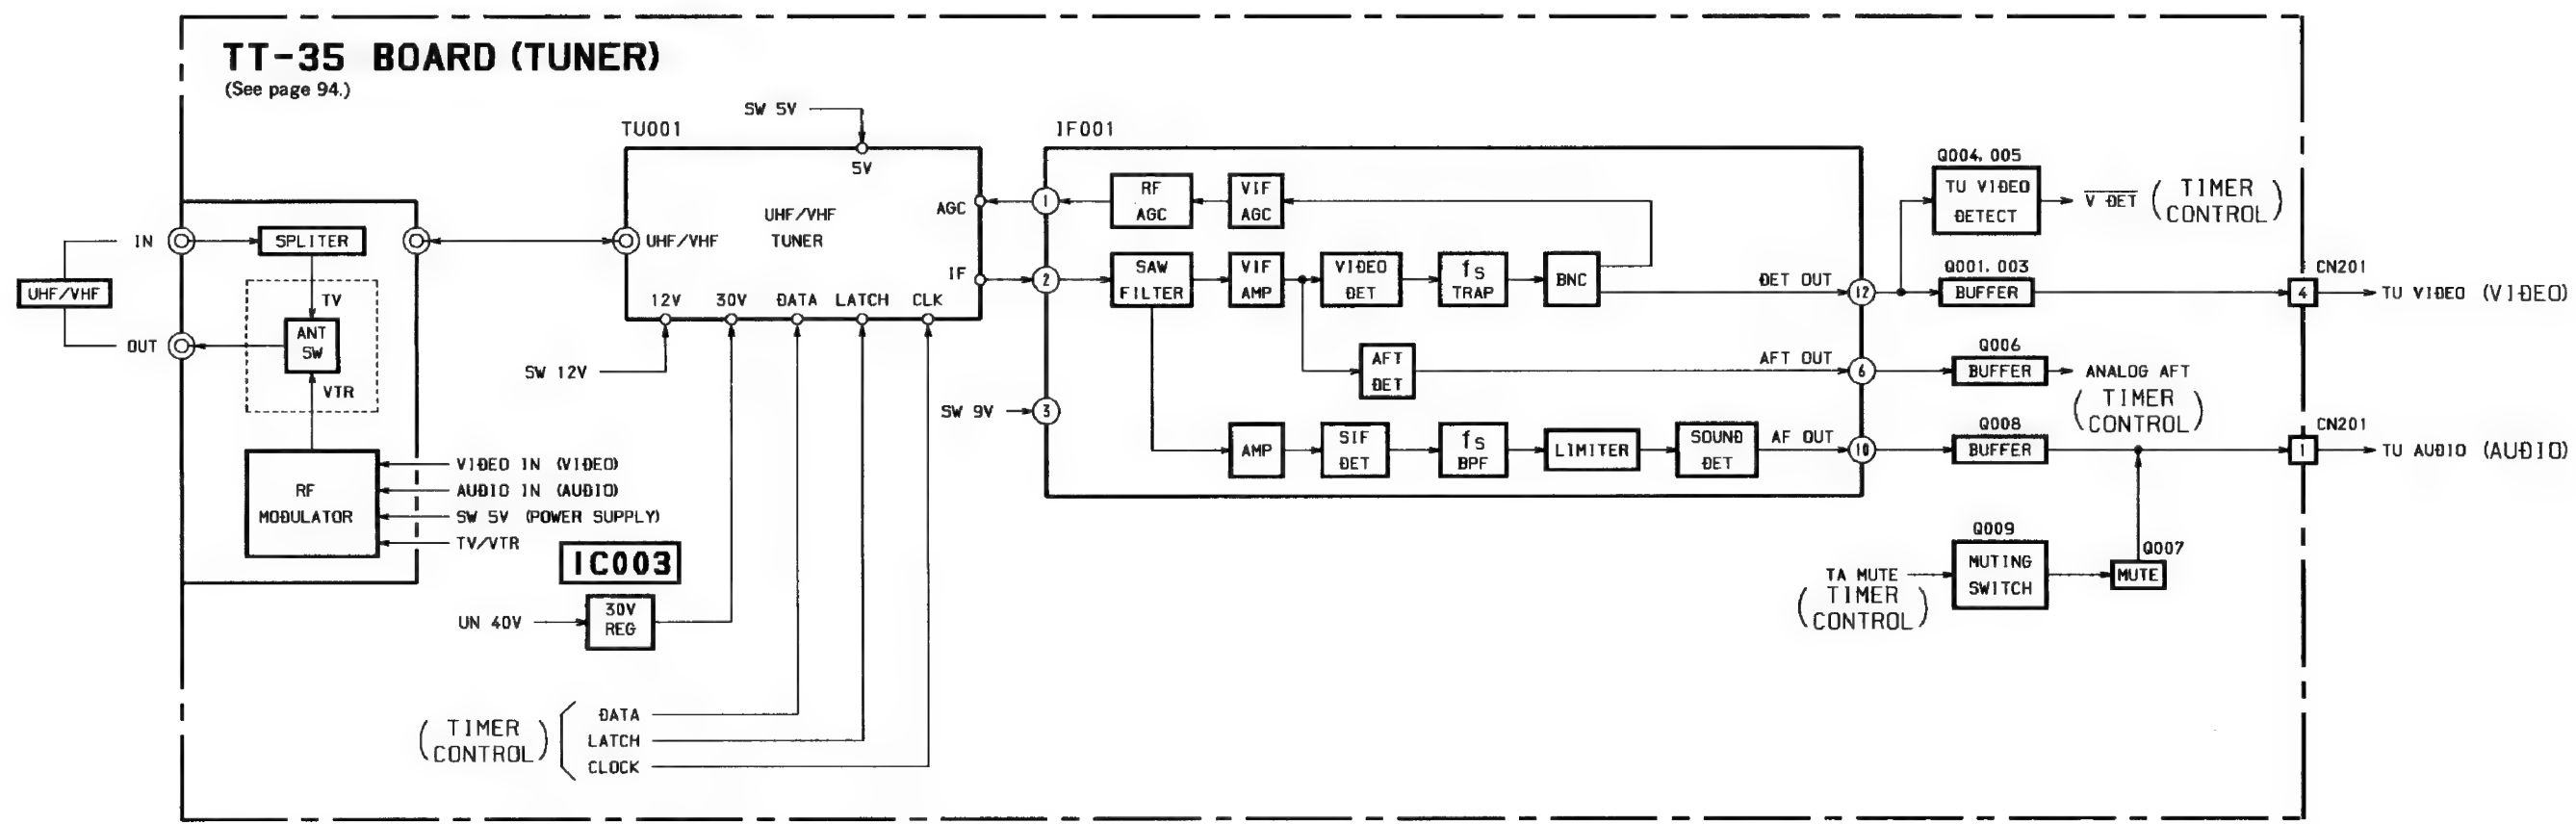 TT-35 BOARD (TUNER)
(See page 94.)
IN
UHF/VHF
OUT
SPLITER
TV
ANT
SW
VTR
RF
MODULATOR
VIDEO IN (VIDEO)
AUDIO IN (AUDIO)
SW 5V (POWER SUPPLY)
TV/VTR
SW 5V
TU001
5V
UHF/VHF
TUNER
UHF/VHF
AGC
IF
12V 30V DATA LATCH CLK
SW 12V
IC003
UN 40V
30V
REG
(TIMER
CONTROL)
DATA
LATCH
CLOCK
IF001
1
RF
AGC
VIF
AGC
2
SAW
FILTER
VIF
AMP
VIDEO
DET
fs
TRAP
BNC
DET OUT
12
AFT
DET
AFT OUT
6
SW 9V
3
AMP
SIF
DET
fs
BPF
LIMITER
SOUND
DET
AF OUT
10
Q004, 005
TU VIDEO
DETECT
V DET (TIMER
CONTROL)
Q001, 003
BUFFER
CN201
4
TU VIDEO (VIDEO)
Q006
BUFFER
ANALOG AFT
(TIMER
CONTROL)
Q008
BUFFER
CN201
1
TU AUDIO (AUDIO)
Q009
MUTING
SWITCH
Q007
MUTE
TA MUTE
(TIMER
CONTROL)